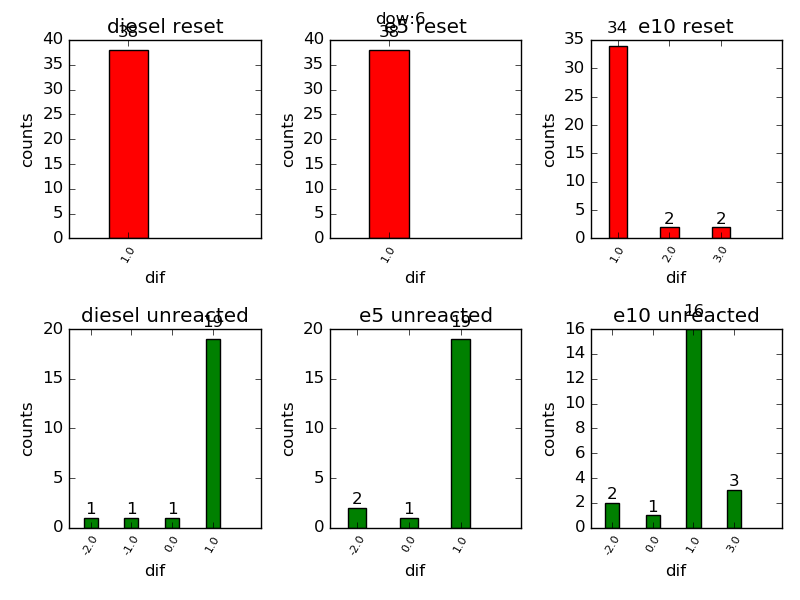 dow:6
diesel reset
38
40
35
30
25
20
15
10
5
0
counts
1.0
dif
e5 reset
38
40
35
30
25
20
15
10
5
0
counts
1.0
dif
e10 reset
34
2
2
35
30
25
20
15
10
5
0
counts
1.0 2.0 3.0
dif
diesel unreacted
19
1 1 1
20
15
10
5
0
counts
-2.0 -1.0 0.0 1.0
dif
e5 unreacted
19
2 1
20
15
10
5
0
counts
-2.0 0.0 1.0
dif
e10 unreacted
16
2 1 3
16
14
12
10
8
6
4
2
0
counts
-2.0 0.0 1.0 3.0
dif